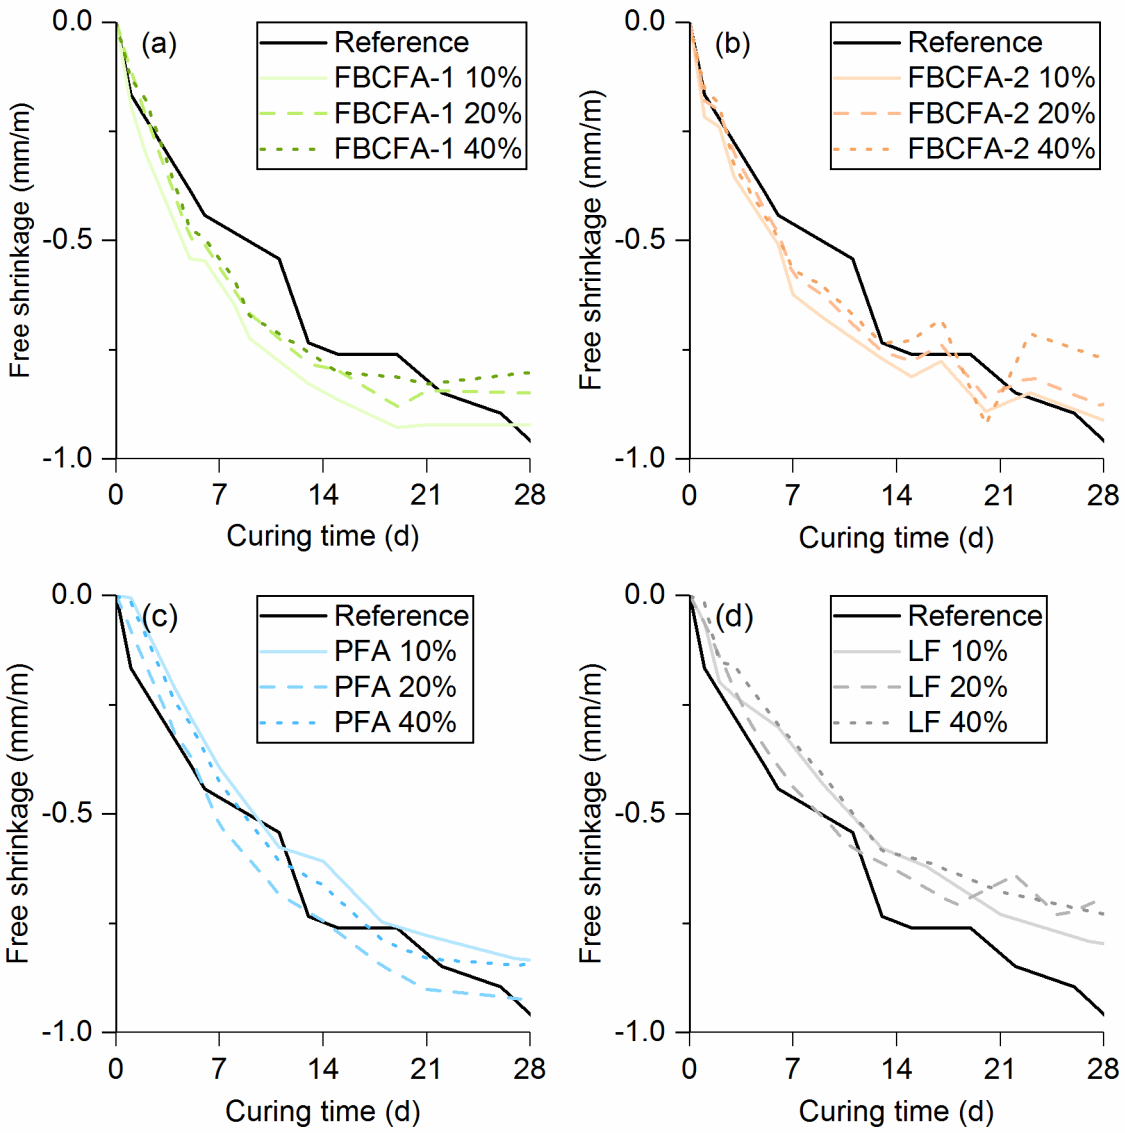 0.0
-0.5
-1.0
Free shrinkage (mm/m)
(a)
Reference
FBCFA-1 10%
FBCFA-1 20%
FBCFA-1 40%
0 7 14 21 28
Curing time (d)
0.0
-0.5
-1.0
Free shrinkage (mm/m)
(b)
Reference
FBCFA-2 10%
FBCFA-2 20%
FBCFA-2 40%
0 7 14 21 28
Curing time (d)
0.0
-0.5
-1.0
Free shrinkage (mm/m)
(c)
Reference
PFA 10%
PFA 20%
PFA 40%
0 7 14 21 28
Curing time (d)
0.0
-0.5
-1.0
Free shrinkage (mm/m)
(d)
Reference
LF 10%
LF 20%
LF 40%
0 7 14 21 28
Curing time (d)